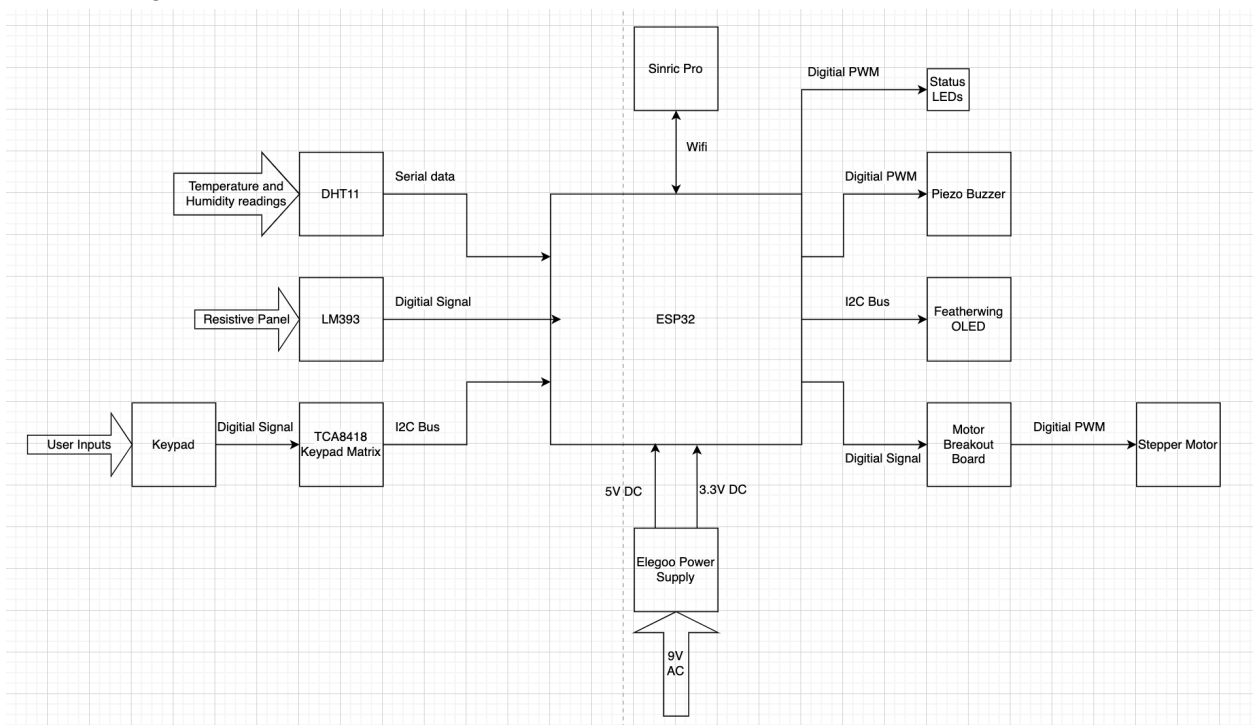 Sinric Pro
Digitial PWM
Status
LEDs
Wifi
Temperature and
Humidity readings
DHT11
Serial data
Digitial PWM
Piezo Buzzer
Resistive Panel
LM393
Digitial Signal
ESP32
I2C Bus
Featherwing
OLED
User Inputs
Keypad
Digitial Signal
TCA8418
Keypad Matrix
I2C Bus
Digitial Signal
Motor
Breakout
Board
Digitial PWM
Stepper Motor
5V DC
3.3V DC
Elegoo Power
Supply
9V
AC